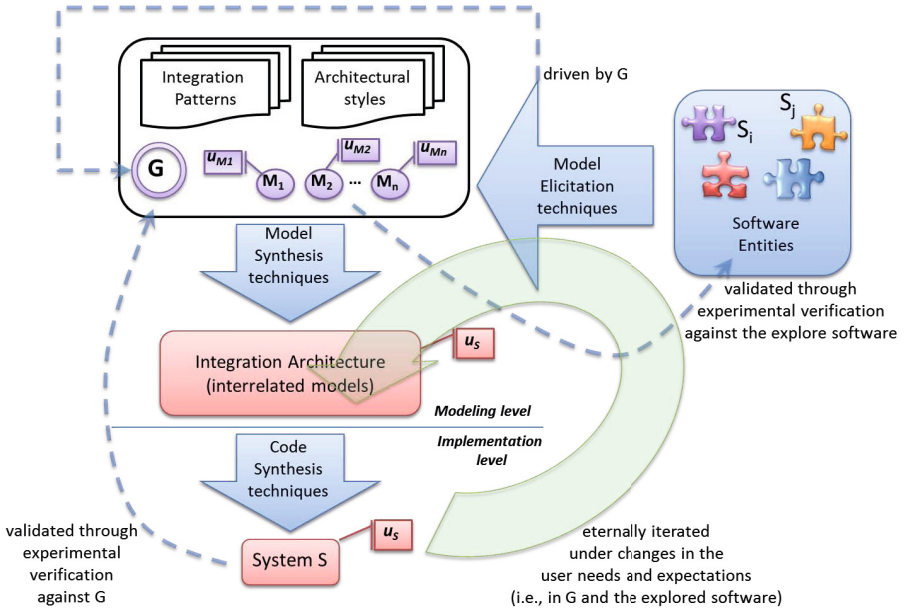 Integration
Patterns
Architectural
styles
driven by G
G
uM1
M1
uM2
M2
...
uMn
Mn
Model
Elicitation
techniques
Si
Sj
Software
Entities
Model
Synthesis
techniques
validated through
experimental verification
against the explore software
Integration Architecture
(interrelated models)
uS
Modeling level
Implementation
level
Code
Synthesis
techniques
validated through
experimental
verification
against G
System S
uS
eternally iterated
under changes in the
user needs and expectations
(i.e., in G and the explored software)